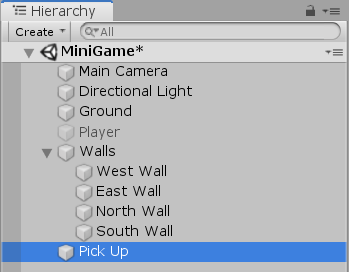 Hierarchy
Create All
MiniGame*
Main Camera
Directional Light
Ground
Player
Walls
West Wall
East Wall
North Wall
South Wall
Pick Up